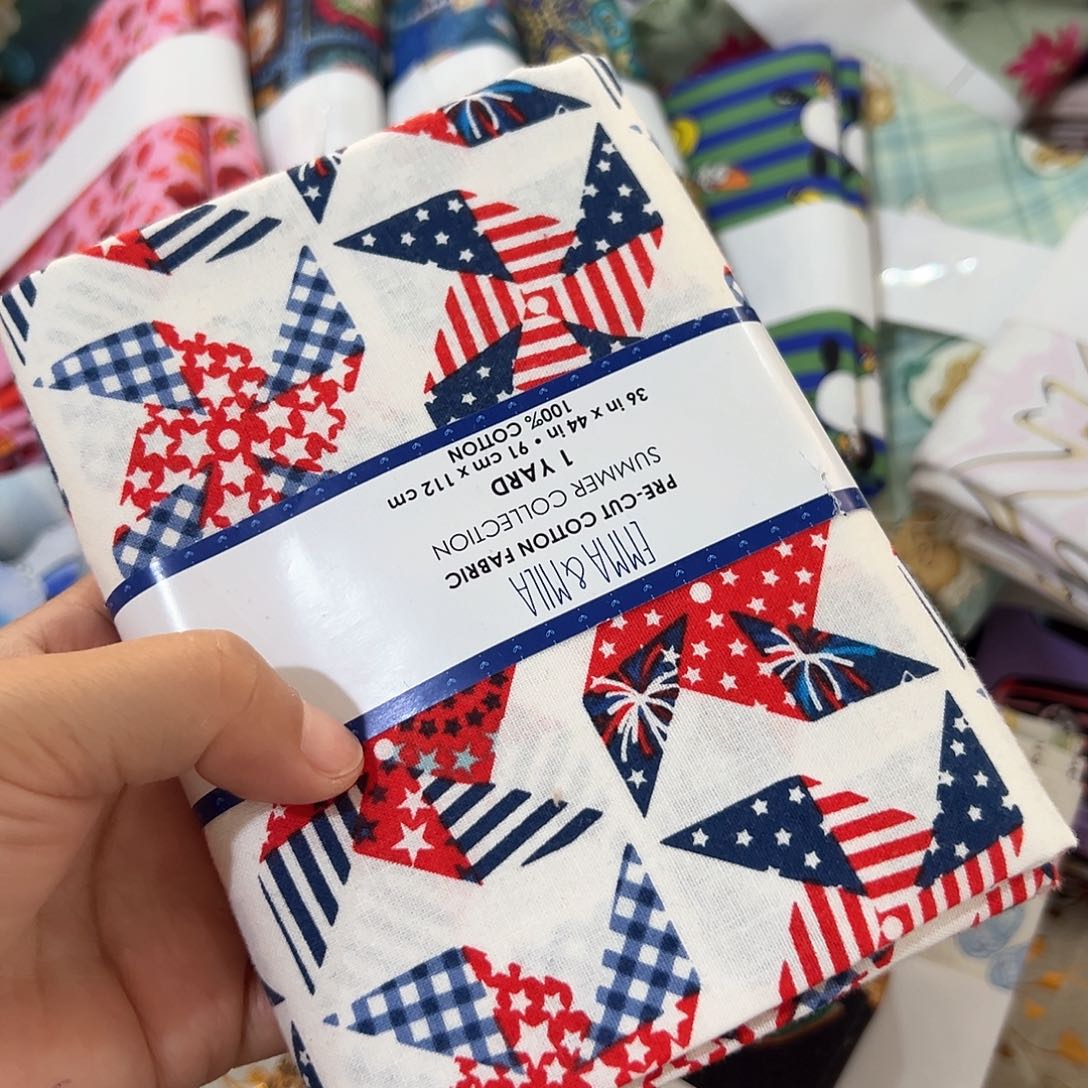 EMMA & MILA
PRE-CUT COTTON FABRIC
SUMMER COLLECTION
1 YARD
36 in x 44 in • 91 cm x 112 cm
100% COTTON